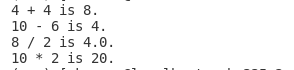 4 + 4 is 8.
10 - 6 is 4.
8 / 2 is 4.0.
10 * 2 is 20.